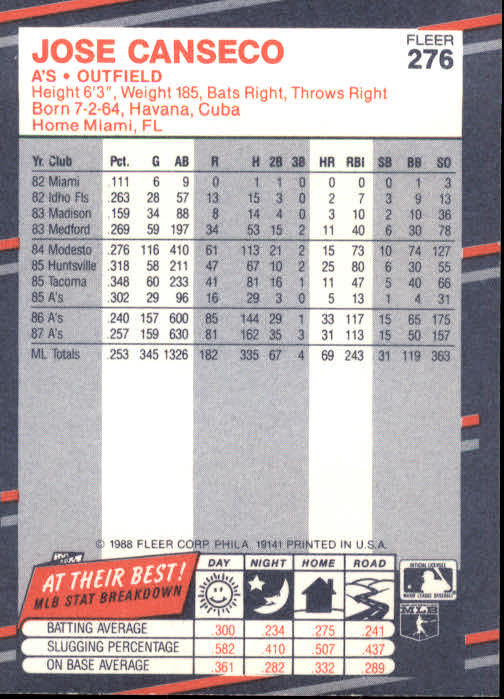 JOSE CANSECO
FLEER
276
A'S • OUTFIELD
Height 6'3", Weight 185, Bats Right, Throws Right
Born 7-2-64, Havana, Cuba
Home Miami, FL
Yr. Club Pct. G AB R H 2B 3B HR RBI SB BB SO
82 Miami .111 6 9 0 1 1 0 0 0 0 1 3
82 Idho Fls .263 28 57 13 15 3 0 2 7 3 9 13
83 Madison .159 34 88 8 14 4 0 3 10 2 10 36
83 Medford .269 59 197 34 53 15 2 11 40 6 30 78
84 Modesto .276 116 410 61 113 21 2 15 73 10 74 127
85 Huntsville .318 58 211 47 67 10 2 25 80 6 30 55
85 Tacoma .348 60 233 41 81 16 1 11 47 5 40 66
85 A's .302 29 96 16 29 3 0 5 13 1 4 31
86 A's .240 157 600 85 144 29 1 33 117 15 65 175
87 A's .257 159 630 81 162 35 3 31 113 15 50 157
ML Totals .253 345 1326 182 335 67 4 69 243 31 119 363
© 1988 FLEER CORP. PHILA. 19141 PRINTED IN U.S.A.
AT THEIR BEST!
MLB STAT BREAKDOWN
DAY NIGHT HOME ROAD
OFFICIAL LICENSEE
MAJOR LEAGUE BASEBALL
MLB
BATTING AVERAGE .300 .234 .275 .241
SLUGGING PERCENTAGE .582 .410 .507 .437
ON BASE AVERAGE .361 .282 .332 .289